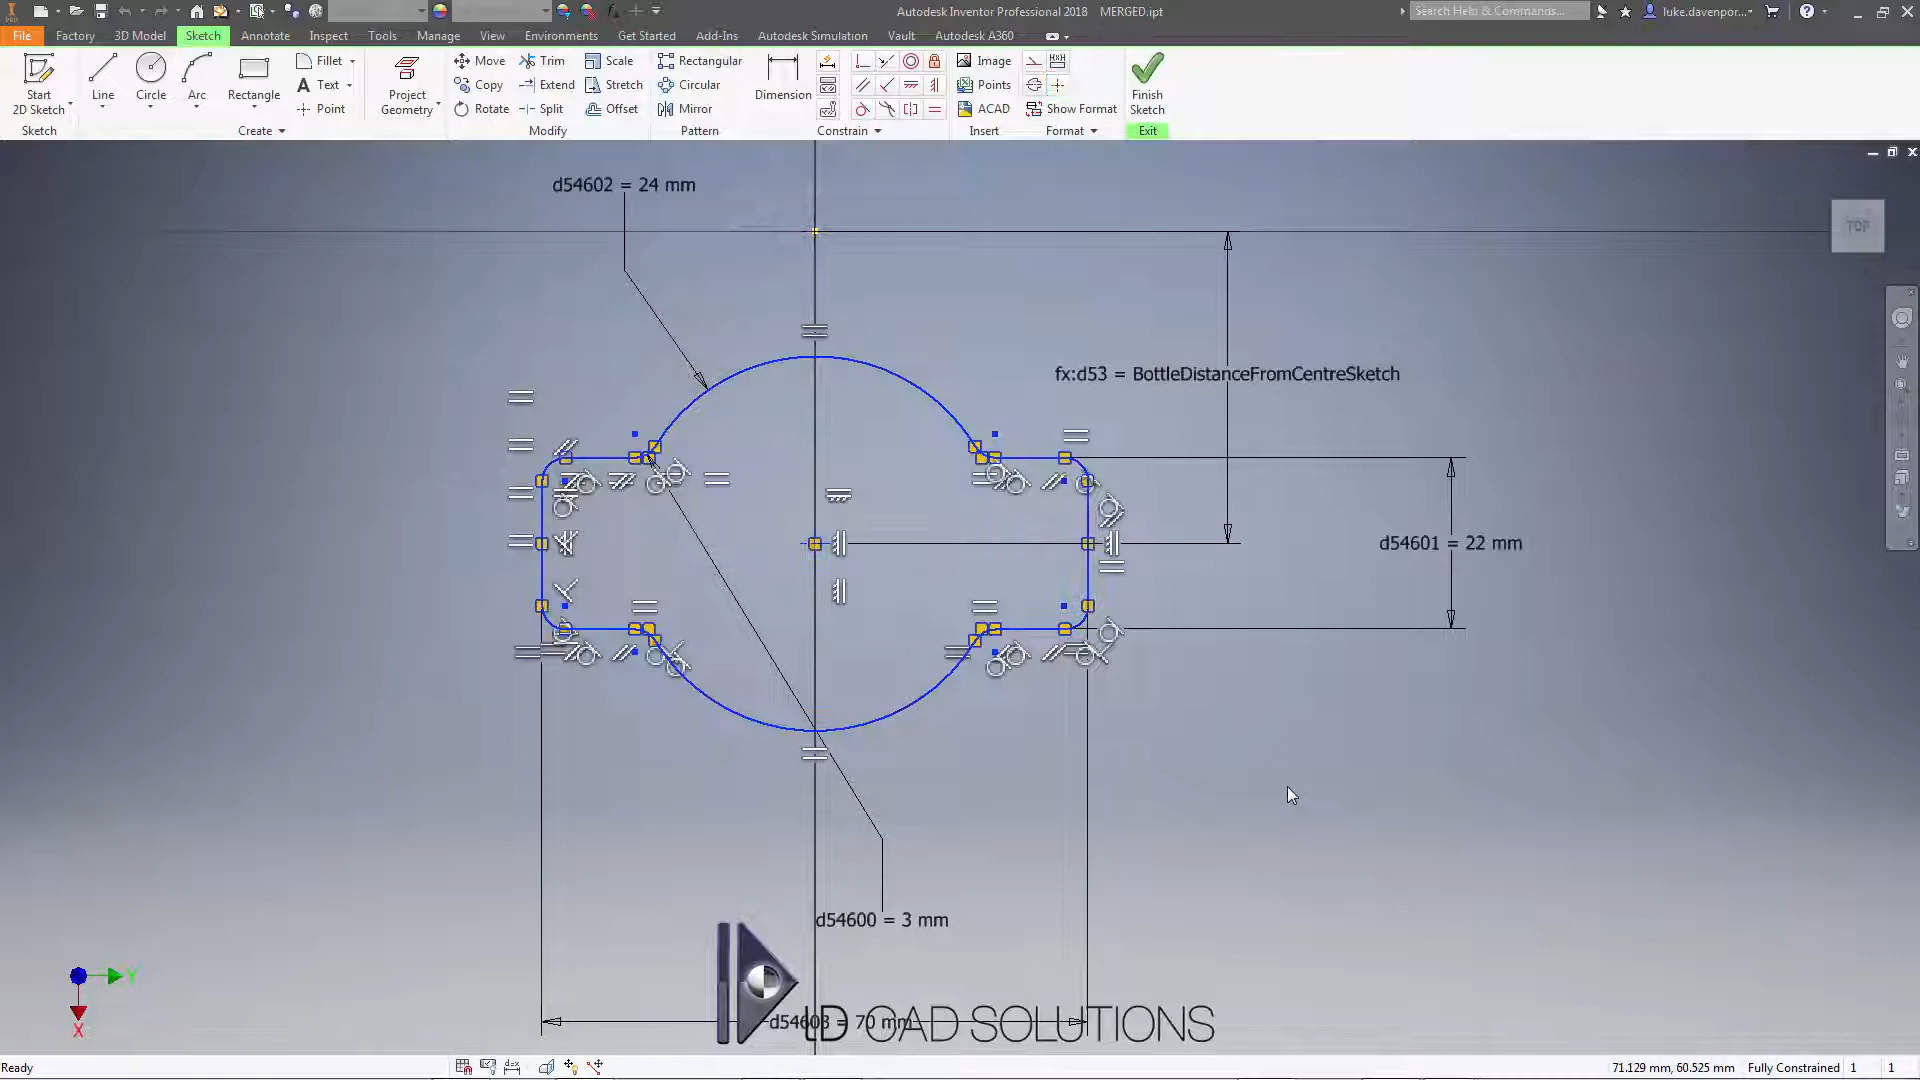 Autodesk Inventor Professional 2018 MERGED.ipt
Search Help & Commands...
luke.davenpor...
File Factory 3D Model Sketch Annotate Inspect Tools Manage View Environments Get Started Add-Ins Autodesk Simulation Vault Autodesk A360
Start
2D Sketch
Line
Circle
Arc
Rectangle
Fillet
Text
Point
Project
Geometry
Move Trim Scale
Copy Extend Stretch
Rotate Split Offset
Rectangular
Circular
Mirror
Dimension
Image
Points
ACAD
Show Format
Finish
Sketch
Sketch Create Modify Pattern Constrain Insert Format Exit
d54602 = 24 mm
TOP
fx:d53 = BottleDistanceFromCentreSketch
d54601 = 22 mm
d54600 = 3 mm
d54603 = 70 mm
LD CAD SOLUTIONS
Y
X
Ready
71.129 mm, 60.525 mm Fully Constrained 1 1